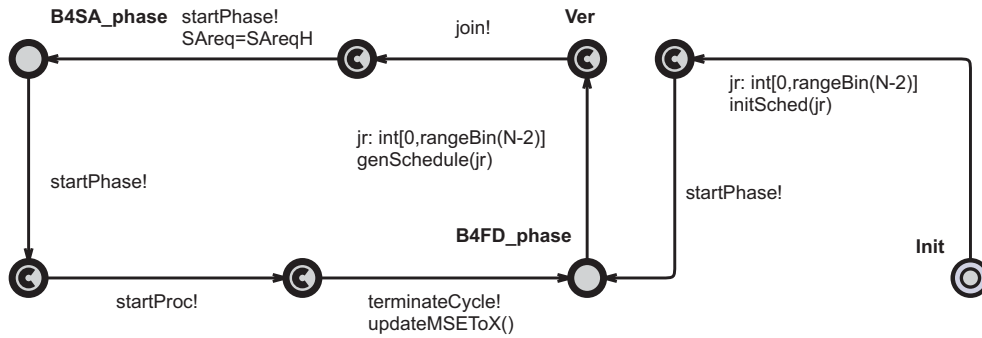 B4SA_phase
startPhase!
SAreq=SAreqH
join!
Ver
jr: int[0,rangeBin(N-2)]
initSched(jr)
jr: int[0,rangeBin(N-2)]
genSchedule(jr)
startPhase!
startPhase!
B4FD_phase
Init
startProc!
terminateCycle!
updateMSEToX()